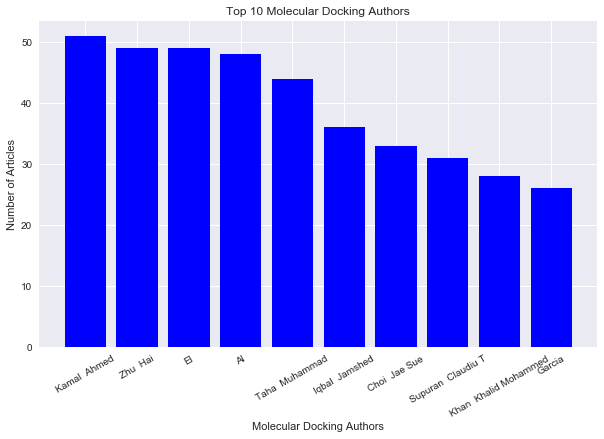 Top 10 Molecular Docking Authors
Number of Articles
50
40
30
20
10
0
Kamal Ahmed
Zhu Hai
El
Al
Taha Muhammad
Iqbal Jamshed
Choi Jae Sue
Supuran Claudiu T
Khan Khalid Mohammed
Garcia
Molecular Docking Authors